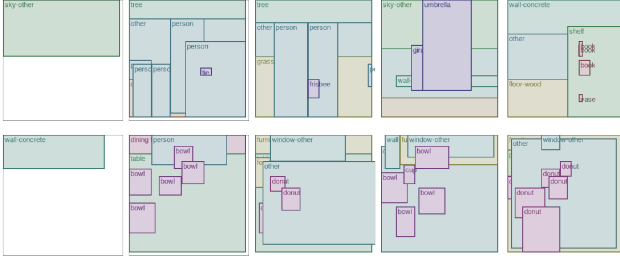 sky-other
tree
other
person
person
person
person
tie
tree
other
person
person
grass
frisbee
sky-other
umbrella
wall-
wall-concrete
other
shelf
book
book
floor-wood
vase
wall-concrete
dining
person
table
bowl
bowl
bowl
bowl
bowl
window-other
other
donut
donut
wall
window-other
bowl
cup
bowl
bowl
bowl
window-other
other
donut
donut
donut
donut